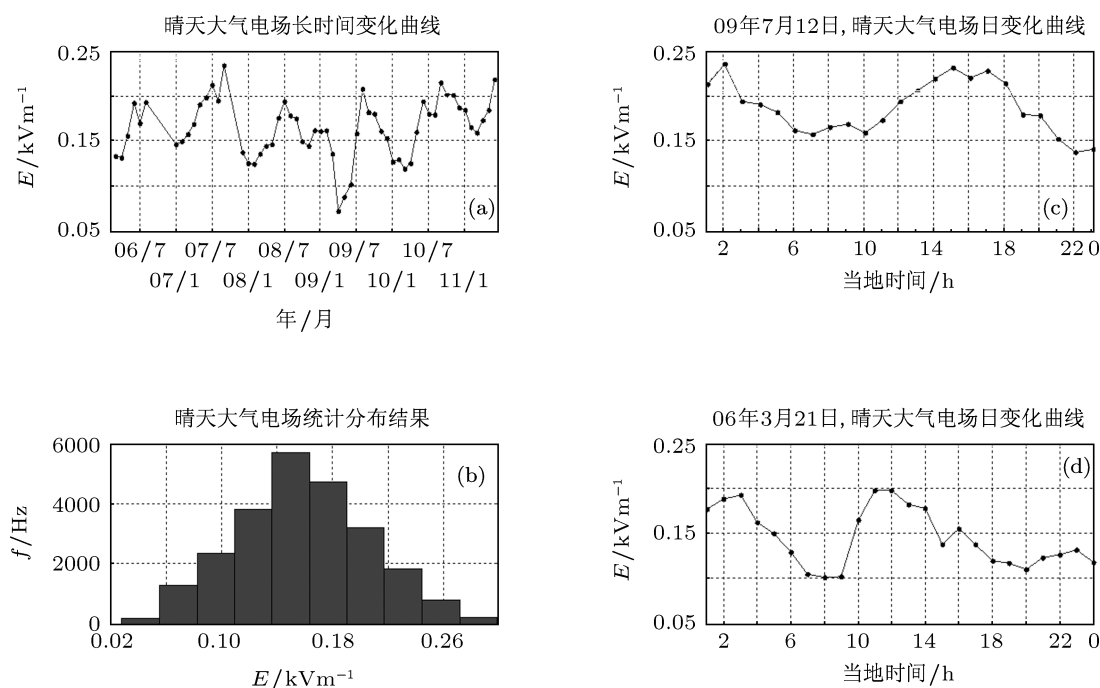 晴天大气电场长时间变化曲线
0.25
0.15
0.05
E/kVm⁻¹
(a)
06/7 07/7 08/7 09/7 10/7
07/1 08/1 09/1 10/1 11/1
年/月
09年7月12日, 晴天大气电场日变化曲线
0.25
0.15
0.05
E/kVm⁻¹
(c)
2 6 10 14 18 22 0
当地时间/h
晴天大气电场统计分布结果
6000
4000
2000
0
f/Hz
(b)
0.02 0.10 0.18 0.26
E/kVm⁻¹
06年3月21日, 晴天大气电场日变化曲线
0.25
0.15
0.05
E/kVm⁻¹
(d)
2 6 10 14 18 20 22 0
当地时间/h